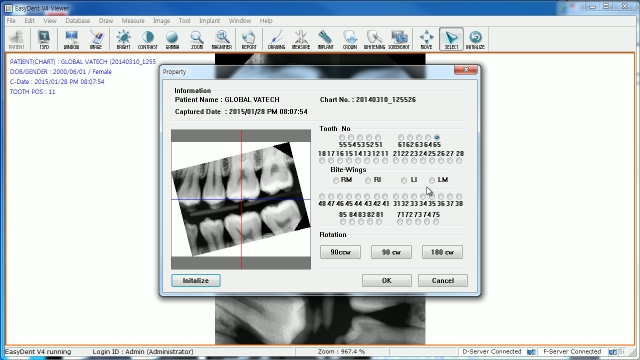 EasyDent V4 Viewer
File Edit View Database Draw Measure Image Tool Implant Window Help
PATIENT TSPD WINDOW IMAGE BRIGHT CONTRAST GAMMA ZOOM MAGNIFIER REPORT DRAWING MEASURE IMPLANT CROWN WHITENING SCREENSHOT MOVE SELECT INITIALIZE
PATIENT(CHART) : GLOBAL VATECH (20140310_1255
DOB/GENDER : 2000/06/01 / Female
C-Date : 2015/01/28 PM 08:07:54
TOOTH POS : 11
Property
Information
Patient Name : GLOBAL VATECH Chart No. : 20140310_125526
Captured Date : 2015/01/28 PM 08:07:54
Tooth No
55 54 53 52 51 61 62 63 64 65
18 17 16 15 14 13 12 11 21 22 23 24 25 26 27 28
Bite-Wings
RM RI LI LM
48 47 46 45 44 43 42 41 31 32 33 34 35 36 37 38
85 84 83 82 81 71 72 73 74 75
Rotation
90ccw 90 cw 180 cw
Initalize OK Cancel
EasyDent V4 running Login ID : Admin (Administrator) Zoom : 967.4 % D-Server Connected F-Server Connected